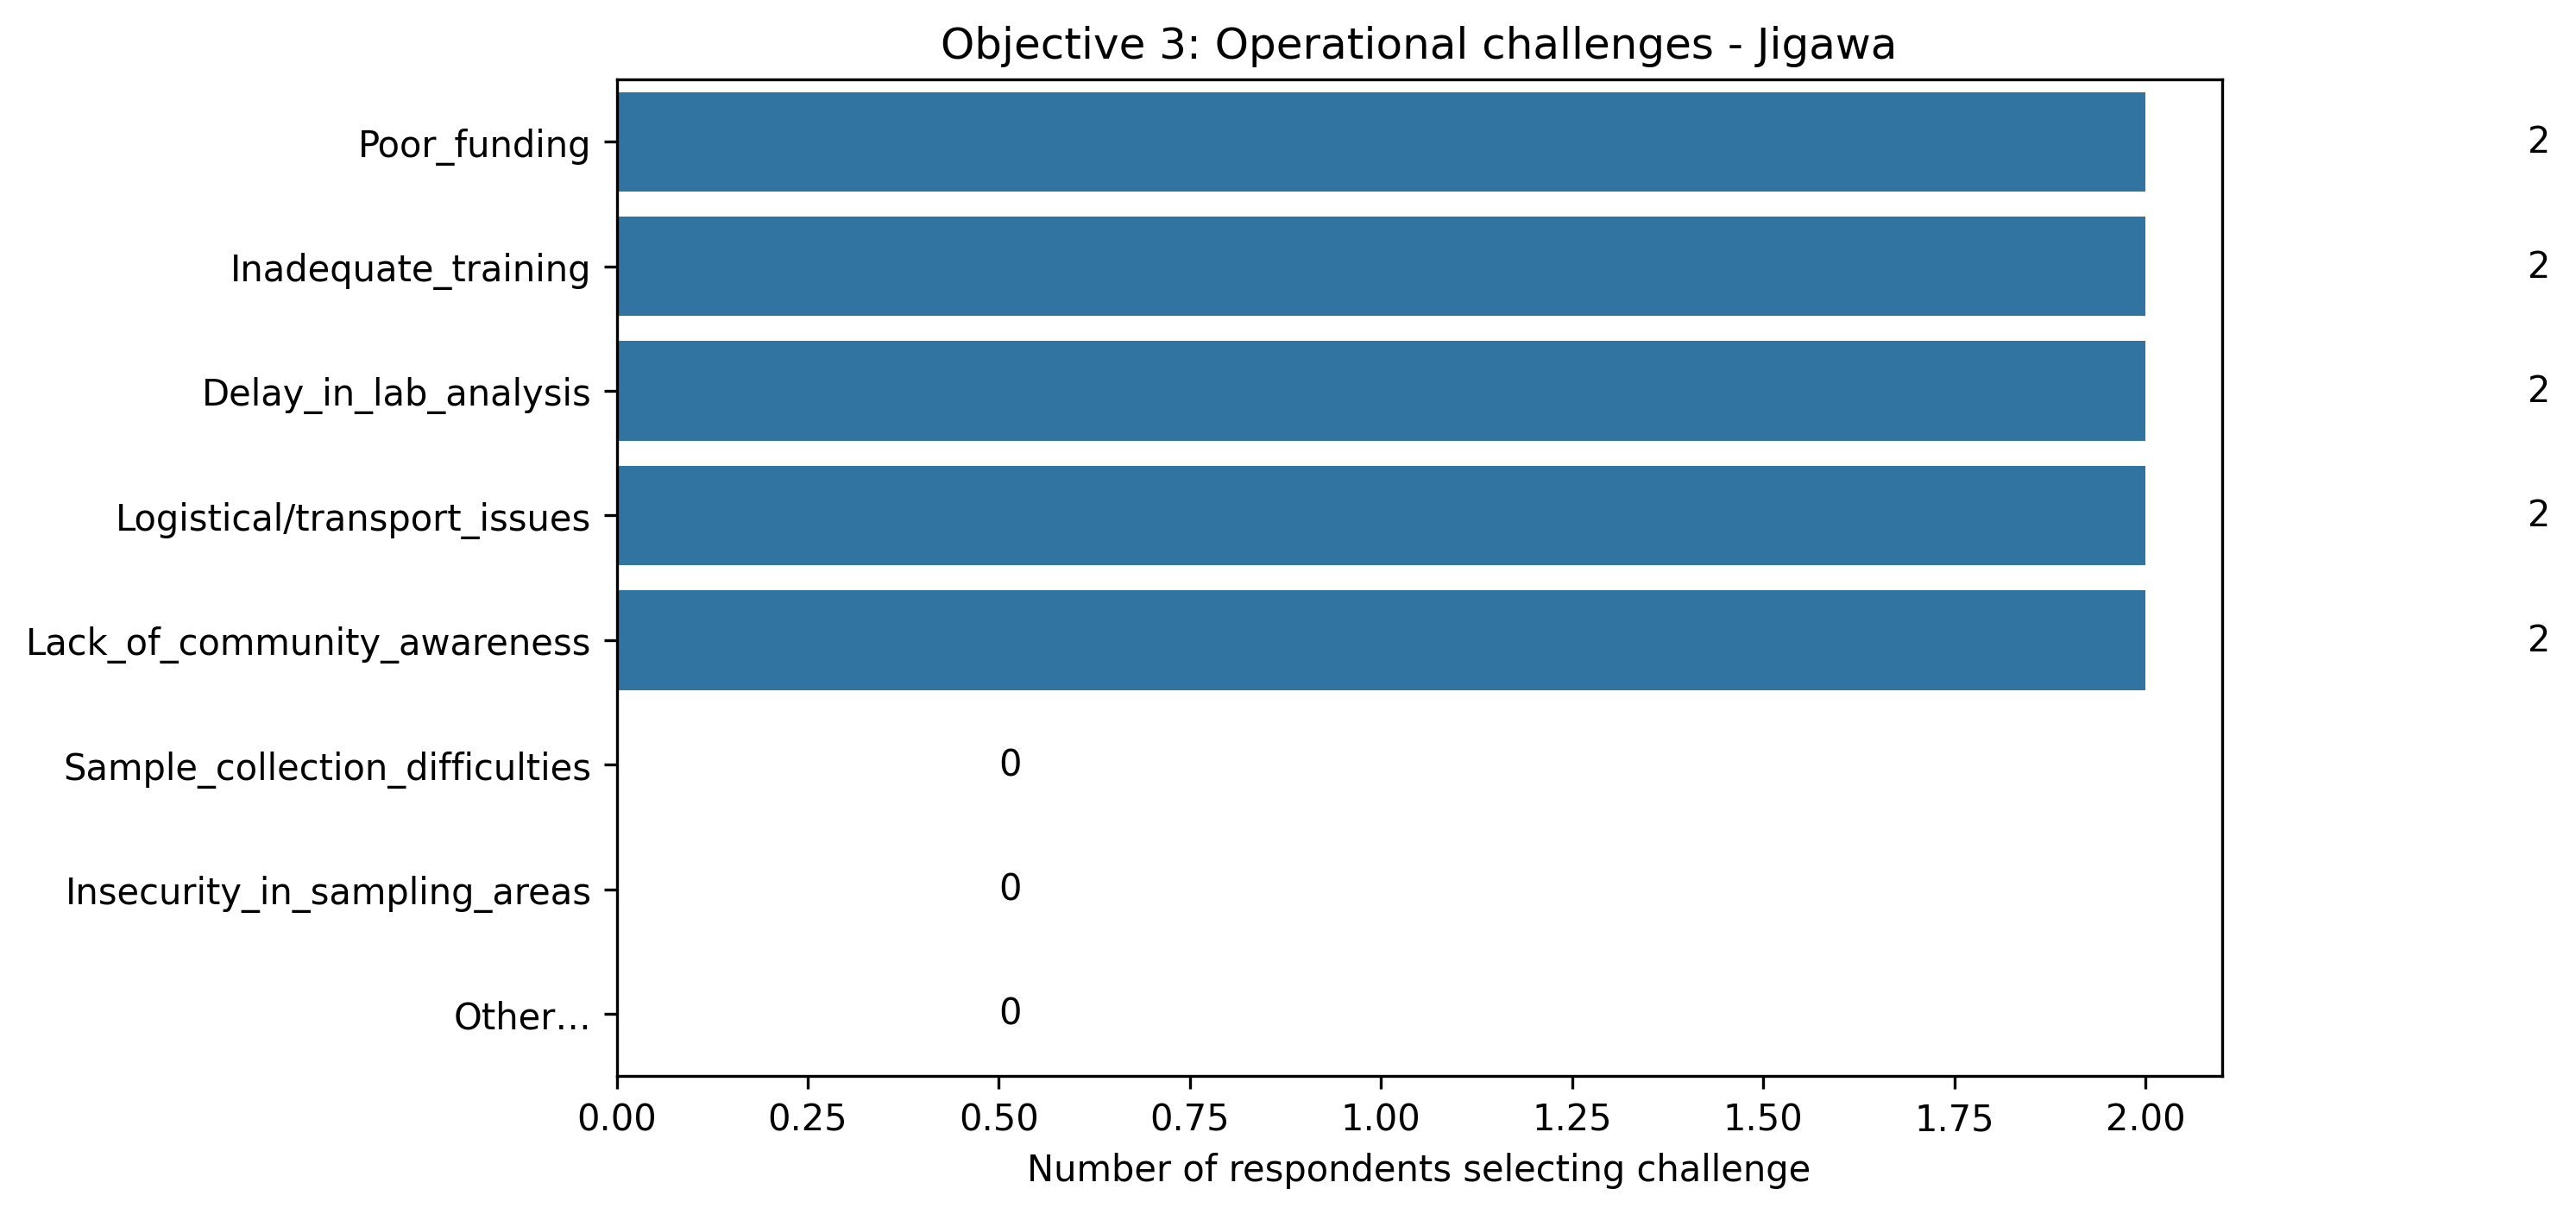 Objective 3: Operational challenges - Jigawa
Poor_funding 2
Inadequate_training 2
Delay_in_lab_analysis 2
Logistical/transport_issues 2
Lack_of_community_awareness 2
Sample_collection_difficulties 0
Insecurity_in_sampling_areas 0
Other... 0
0.00 0.25 0.50 0.75 1.00 1.25 1.50 1.75 2.00
Number of respondents selecting challenge